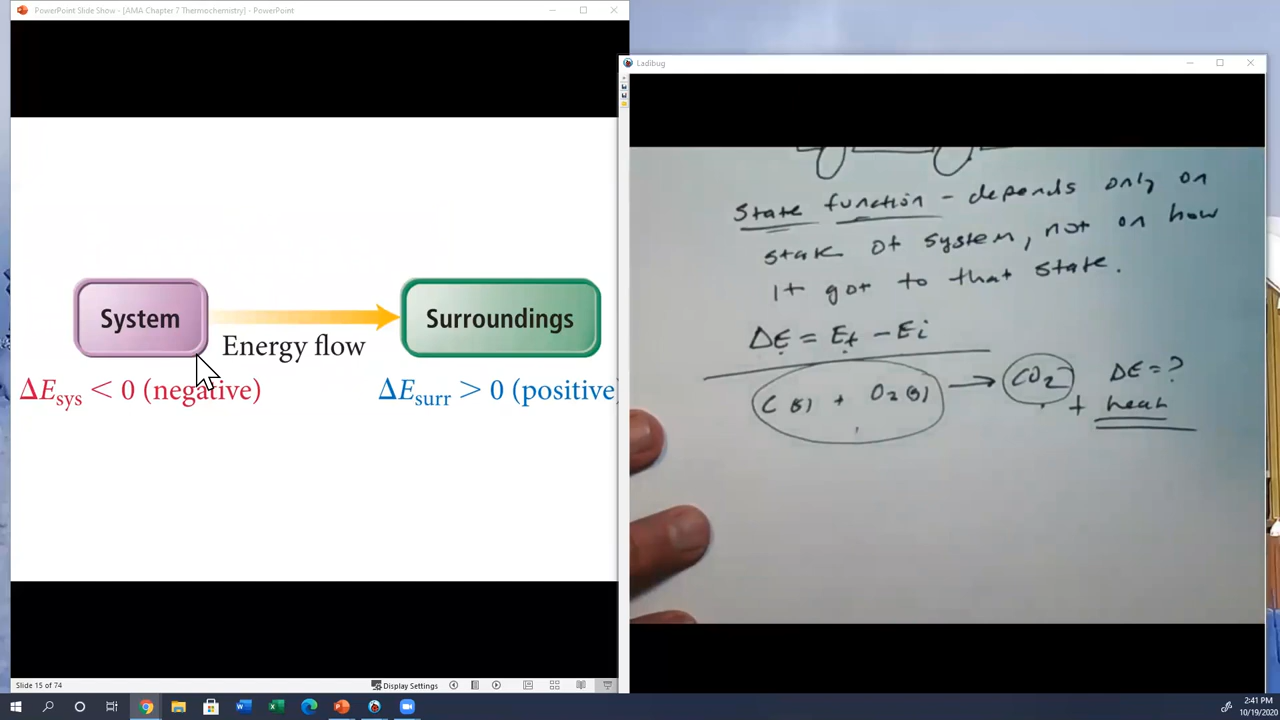 PowerPoint Slide Show - [AMA Chapter 7 Thermochemistry] - PowerPoint
System
Energy flow
Surroundings
ΔEsys < 0 (negative)
ΔEsurr > 0 (positive
Slide 15 of 74
Display Settings
Ladibug
State function - depends only on
state of system, not on how
it got to that state.
ΔE = Ef - Ei
C (s) + O2 (g) → CO2 ΔE = ?
+ heat
2:41 PM
10/19/2020